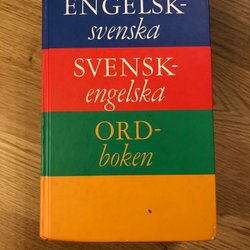 ENGELSK-
svenska
SVENSK-
engelska
ORD-
boken